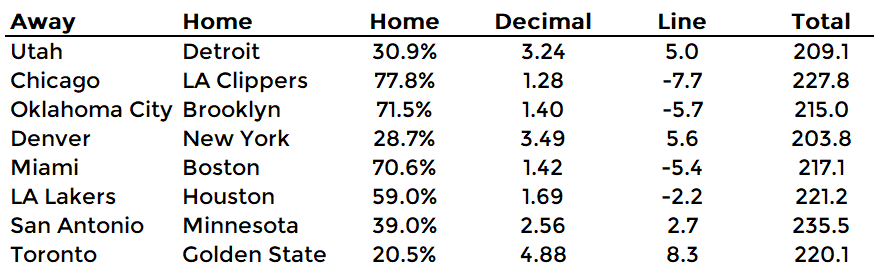 Away Home Home Decimal Line Total
Utah Detroit 30.9% 3.24 5.0 209.1
Chicago LA Clippers 77.8% 1.28 -7.7 227.8
Oklahoma City Brooklyn 71.5% 1.40 -5.7 215.0
Denver New York 28.7% 3.49 5.6 203.8
Miami Boston 70.6% 1.42 -5.4 217.1
LA Lakers Houston 59.0% 1.69 -2.2 221.2
San Antonio Minnesota 39.0% 2.56 2.7 235.5
Toronto Golden State 20.5% 4.88 8.3 220.1